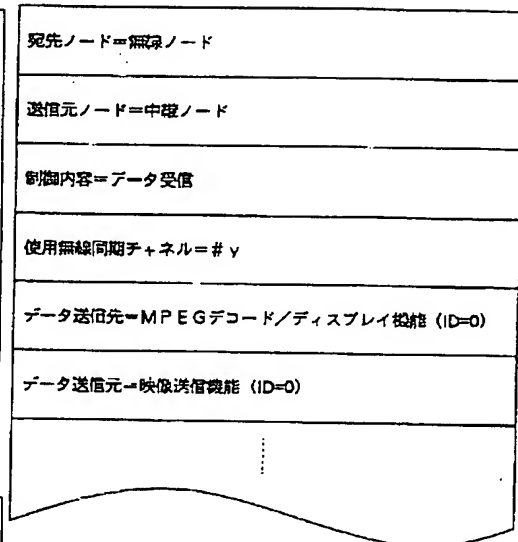 宛先ノード=無線ノード
送信元ノード=中継ノード
制御内容=データ受信
使用無線同期チャネル=#y
データ送信先=MPEGデコード/ディスプレイ機能 (ID=0)
データ送信元=映像送信機能 (ID=0)